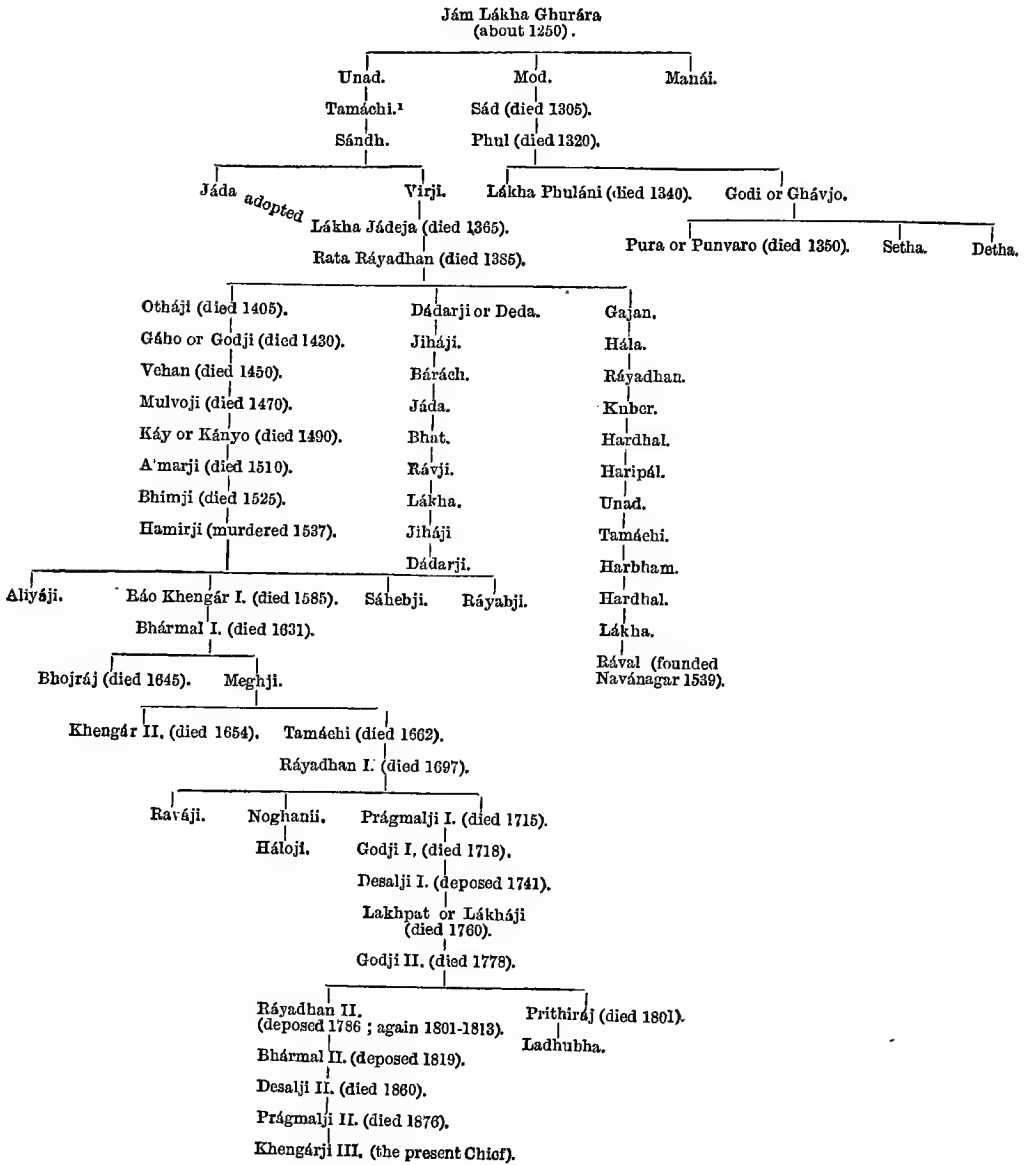 Jám Lákha Ghurára
(about 1250).
Unad. Mod. Manái.
Tamáchi.¹ Sád (died 1305).
Sándh. Phul (died 1320).
Jáda adopted Virji. Lákha Phuláni (died 1340). Godi or Ghávjo.
Lákha Jádeja (died 1365).
Pura or Punvaro (died 1350). Setha. Detha.
Rata Ráyadhan (died 1385).
Otháji (died 1405). Dádarji or Deda. Gajan.
Gáho or Godji (died 1430). Jiháji. Hála.
Vehan (died 1450). Bárách. Ráyadhan.
Mulvoji (died 1470). Jáda. Kuber.
Káy or Kányo (died 1490). Bhat. Hardhal.
A'marji (died 1510). Rávji. Haripál.
Bhimji (died 1525). Lákha. Unad.
Hamirji (murdered 1537). Jiháji Tamáchi.
Dádarji. Harbham.
Aliyáji. Ráo Khengár I. (died 1585). Sáhebji. Ráyabji. Hardhal.
Bhármal I. (died 1631). Lákha.
Bhojráj (died 1645). Meghji. Rával (founded
Navánagar 1539).
Khengár II. (died 1654). Tamáchi (died 1662).
Ráyadhan I. (died 1697).
Raváji. Noghanji. Prágmalji I. (died 1715).
Háloji. Godji I. (died 1718).
Desalji I. (deposed 1741).
Lakhpat or Lákháji
(died 1760).
Godji II. (died 1778).
Ráyadhan II. Prithiráj (died 1801).
(deposed 1786 ; again 1801-1813).
Ladhubha.
Bhármal II. (deposed 1819).
Desalji II. (died 1860).
Prágmalji II. (died 1876).
Khengárji III. (the present Chief).